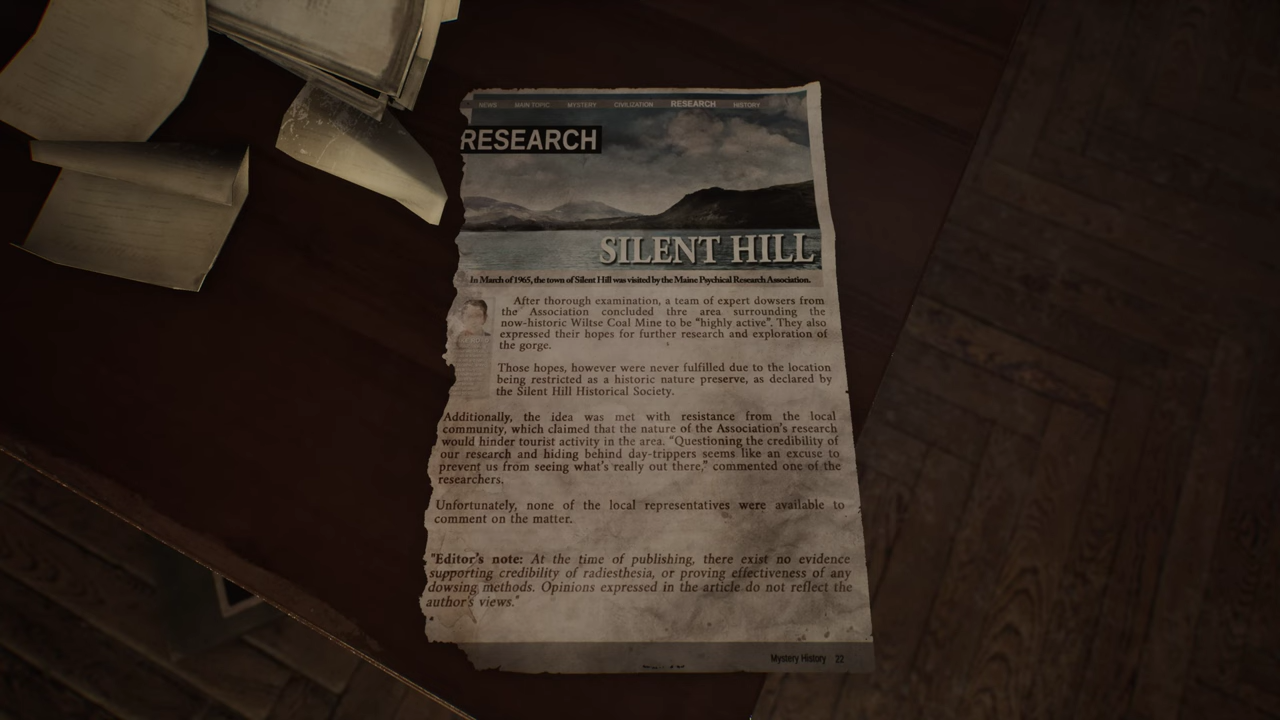 NEWS MAIN TOPIC MYSTERY CIVILIZATION RESEARCH HISTORY
RESEARCH
SILENT HILL
In March of 1965, the town of Silent Hill was visited by the Maine Psychical Research Association.
After thorough examination, a team of expert dowsers from
the Association concluded thre area surrounding the
now-historic Wiltse Coal Mine to be "highly active". They also
expressed their hopes for further research and exploration of
the gorge.
Those hopes, however were never fulfilled due to the location
being restricted as a historic nature preserve, as declared by
the Silent Hill Historical Society.
Additionally, the idea was met with resistance from the local
community, which claimed that the nature of the Association's research
would hinder tourist activity in the area. "Questioning the credibility of
our research and hiding behind day-trippers seems like an excuse to
prevent us from seeing what's really out there," commented one of the
researchers.
Unfortunately, none of the local representatives were available to
comment on the matter.
"Editor's note: At the time of publishing, there exist no evidence
supporting credibility of radiesthesia, or proving effectiveness of any
dowsing methods. Opinions expressed in the article do not reflect the
author's views."
Mystery History 22